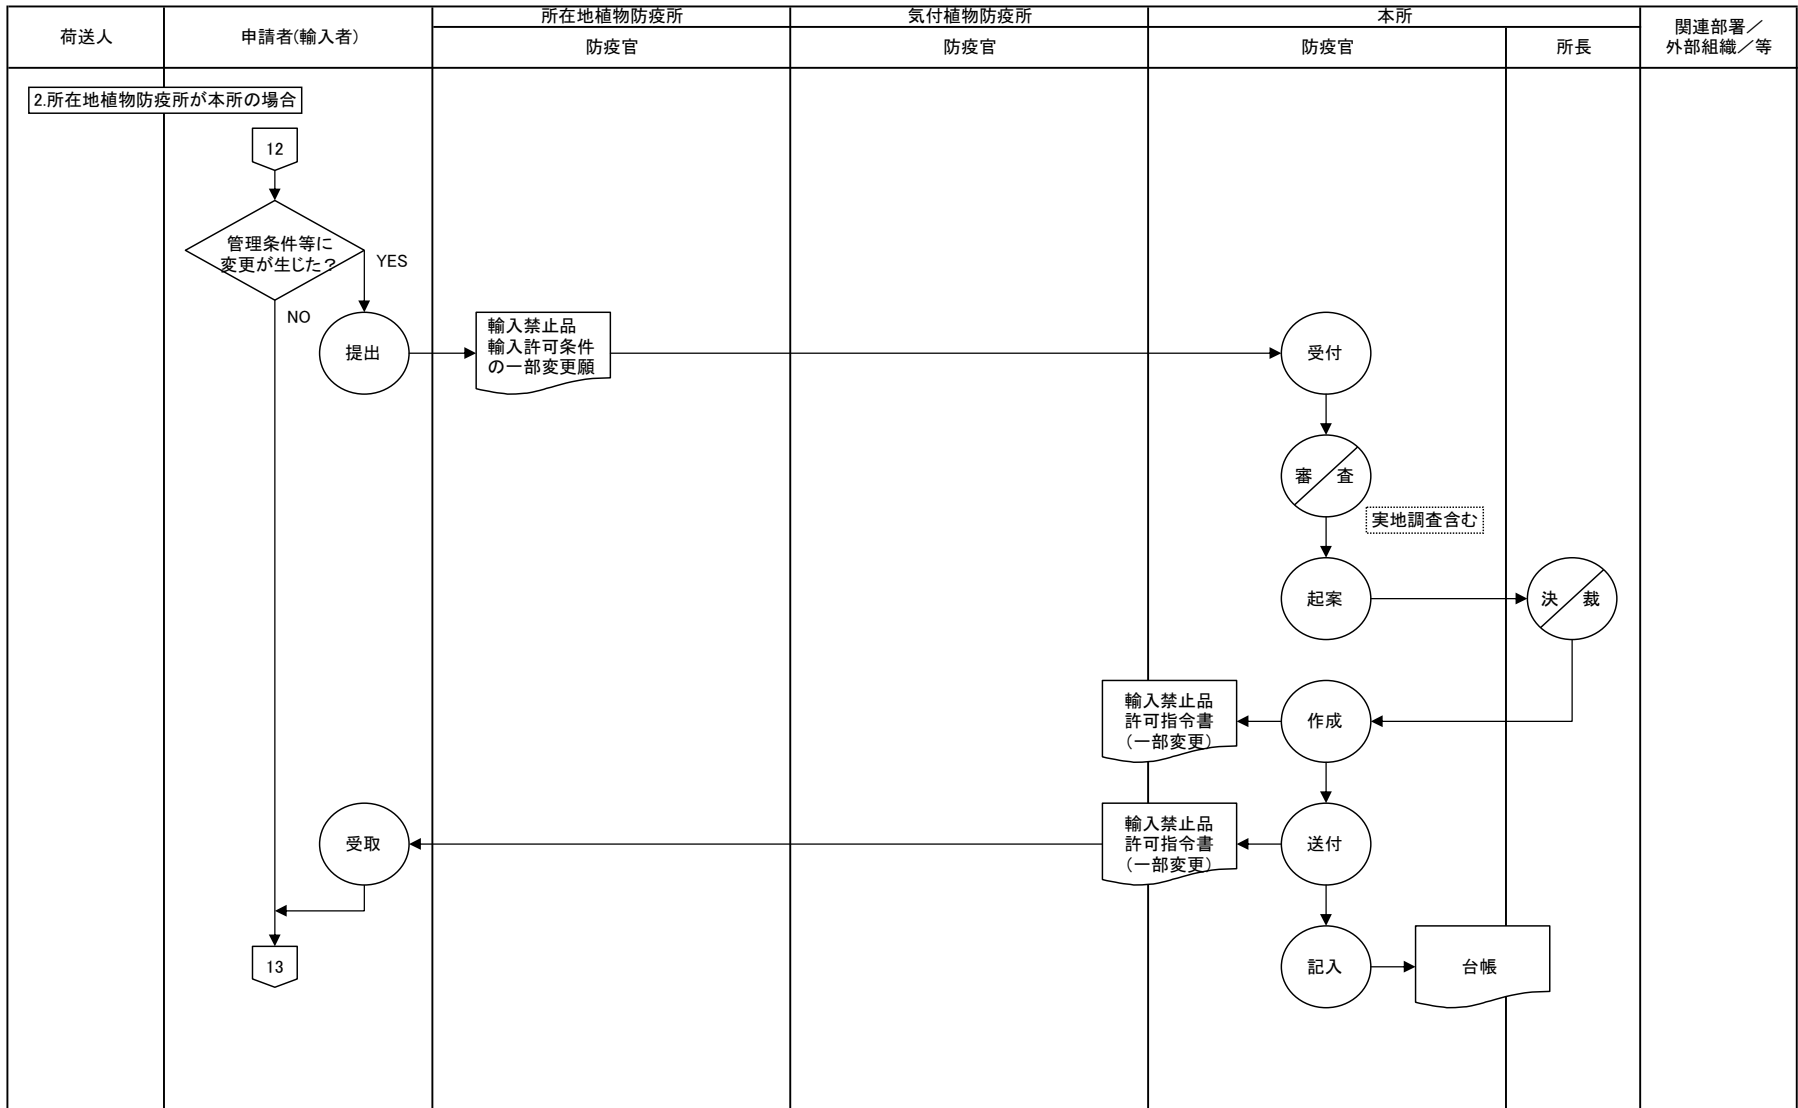 荷送人
申請者(輸入者)
所在地植物防疫所
防疫官
気付植物防疫所
防疫官
本所
防疫官
所長
関連部署／
外部組織／等
2.所在地植物防疫所が本所の場合
12
管理条件等に
変更が生じた？
YES
NO
提出
輸入禁止品
輸入許可条件
の一部変更願
受付
審 査
実地調査含む
起案
決 裁
輸入禁止品
許可指令書
(一部変更)
作成
受取
輸入禁止品
許可指令書
(一部変更)
送付
13
記入
台帳